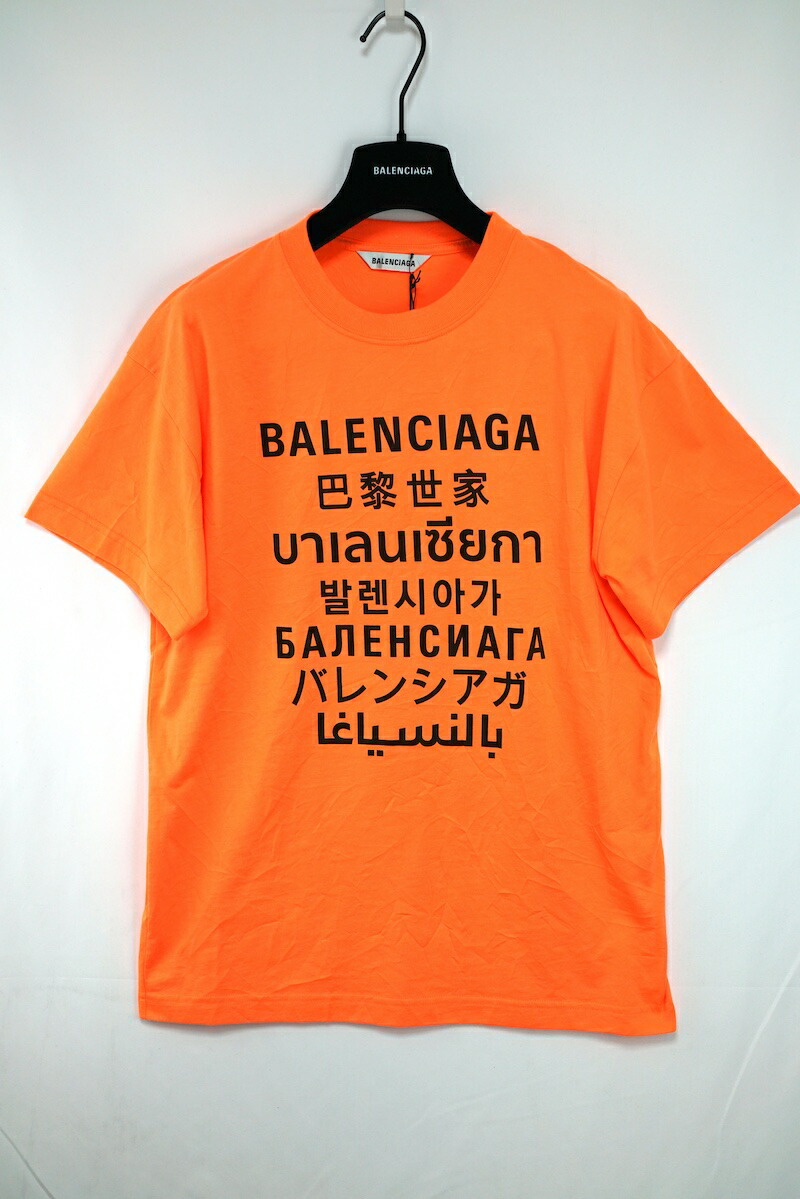 BALENCIAGA
BALENCIAGA
BALENCIAGA
巴黎世家
บาเลนเซียกา
발렌시아가
БАЛЕНСИАГА
バレンシアガ
بالنسياغا